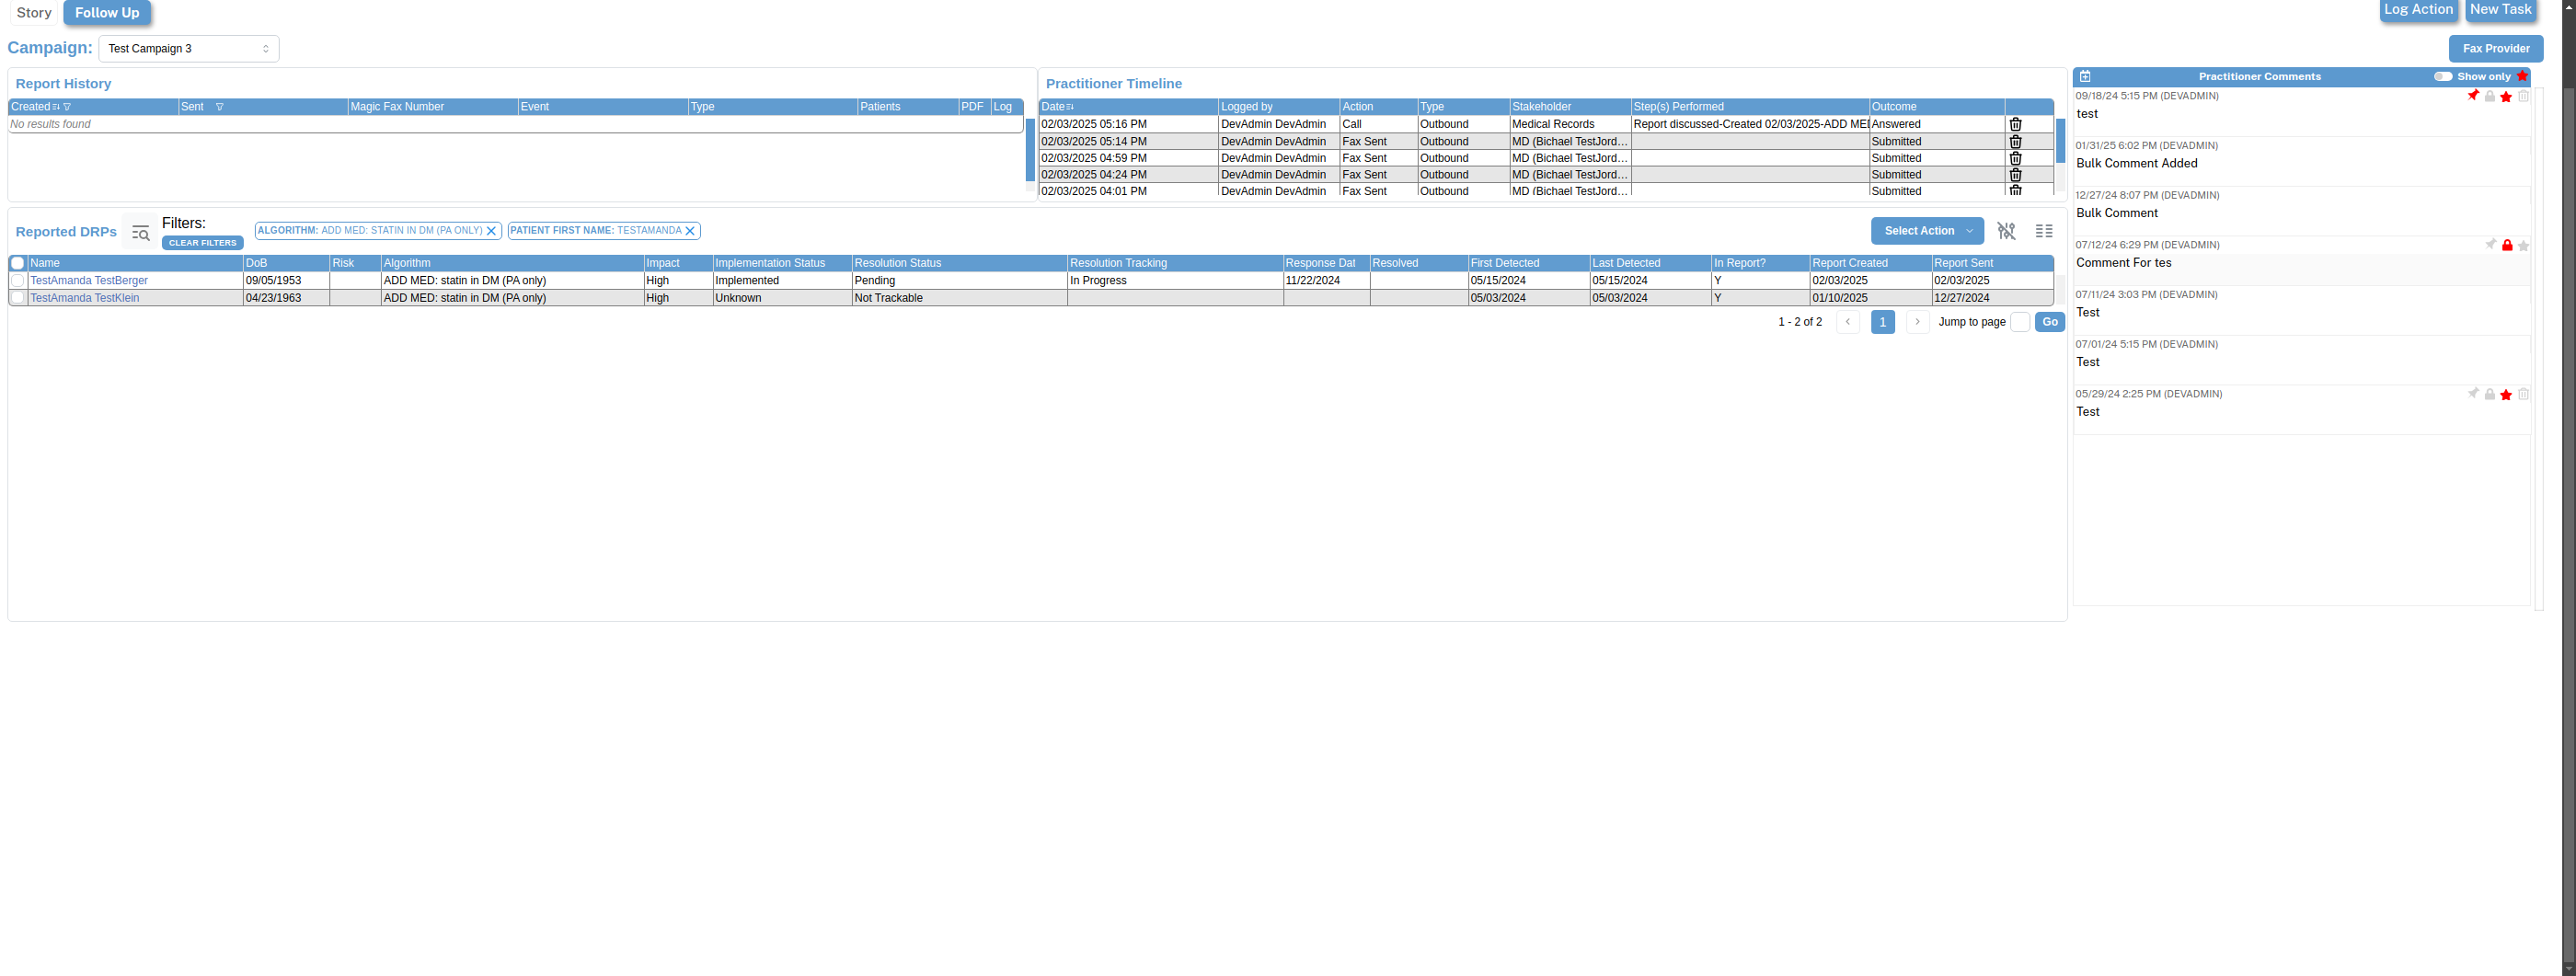 Story Follow Up Log Action New Task
Campaign: Test Campaign 3 Fax Provider
Report History
Created Sent Magic Fax Number Event Type Patients PDF Log
No results found
Practitioner Timeline
Date Logged by Action Type Stakeholder Step(s) Performed Outcome
02/03/2025 05:16 PM DevAdmin DevAdmin Call Outbound Medical Records Report discussed-Created 02/03/2025-ADD MED Answered
02/03/2025 05:14 PM DevAdmin DevAdmin Fax Sent Outbound MD (Bichael TestJord... Submitted
02/03/2025 04:59 PM DevAdmin DevAdmin Fax Sent Outbound MD (Bichael TestJord... Submitted
02/03/2025 04:24 PM DevAdmin DevAdmin Fax Sent Outbound MD (Bichael TestJord... Submitted
02/03/2025 04:01 PM DevAdmin DevAdmin Fax Sent Outbound MD (Bichael TestJord... Submitted
Reported DRPs Filters: CLEAR FILTERS ALGORITHM: ADD MED: STATIN IN DM (PA ONLY) PATIENT FIRST NAME: TESTAMANDA Select Action
Name DoB Risk Algorithm Impact Implementation Status Resolution Status Resolution Tracking Response Dat Resolved First Detected Last Detected In Report? Report Created Report Sent
TestAmanda TestBerger 09/05/1953 ADD MED: statin in DM (PA only) High Implemented Pending In Progress 11/22/2024 05/15/2024 05/15/2024 Y 02/03/2025 02/03/2025
TestAmanda TestKlein 04/23/1963 ADD MED: statin in DM (PA only) High Unknown Not Trackable 05/03/2024 05/03/2024 Y 01/10/2025 12/27/2024
1 - 2 of 2 1 Jump to page Go
Practitioner Comments Show only
09/18/24 5:15 PM (DEVADMIN)
test
01/31/25 6:02 PM (DEVADMIN)
Bulk Comment Added
12/27/24 8:07 PM (DEVADMIN)
Bulk Comment
07/12/24 6:29 PM (DEVADMIN)
Comment For tes
07/11/24 3:03 PM (DEVADMIN)
Test
07/01/24 5:15 PM (DEVADMIN)
Test
05/29/24 2:25 PM (DEVADMIN)
Test